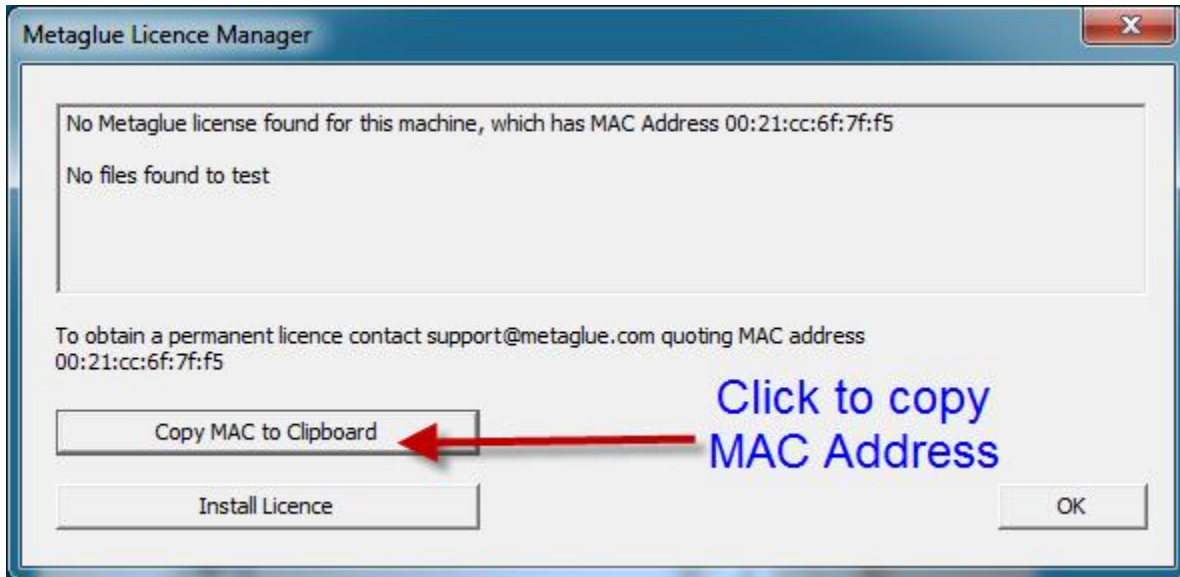 Metaglue Licence Manager
No Metaglue license found for this machine, which has MAC Address 00:21:cc:6f:7f:f5
No files found to test
To obtain a permanent licence contact support@metaglue.com quoting MAC address
00:21:cc:6f:7f:f5
Click to copy
MAC Address
Copy MAC to Clipboard
Install Licence
OK